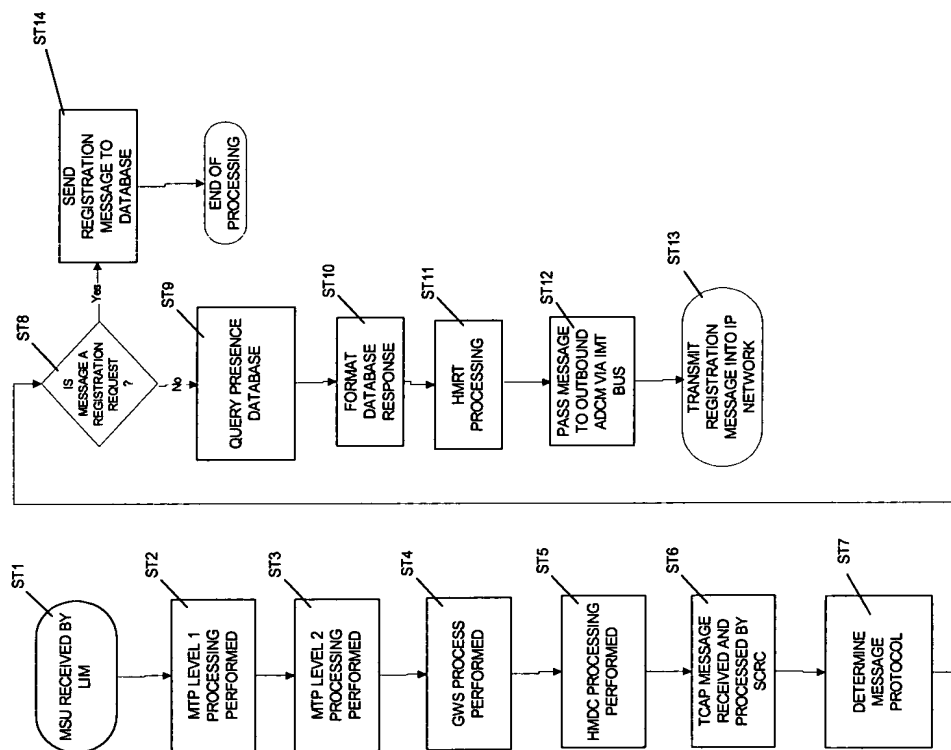 ST1
MSU RECEIVED BY
LIM
ST2
MTP LEVEL 1
PROCESSING
PERFORMED
ST3
MTP LEVEL 2
PROCESSING
PERFORMED
ST4
GWS PROCESS
PERFORMED
ST5
HMDC PROCESSING
PERFORMED
ST6
TCAP MESSAGE
RECEIVED AND
PROCESSED BY
SCRC
ST7
DETERMINE
MESSAGE
PROTOCOL
ST8
IS
MESSAGE A
REGISTRATION
REQUEST
?
Yes
No
ST14
SEND
REGISTRATION
MESSAGE TO
DATABASE
END OF
PROCESSING
ST9
QUERY PRESENCE
DATABASE
ST10
FORMAT
DATABASE
RESPONSE
ST11
HMRT
PROCESSING
ST12
PASS MESSAGE
TO OUTBOUND
ADCM VIA IMT
BUS
ST13
TRANSMIT
REGISTRATION
MESSAGE INTO IP
NETWORK